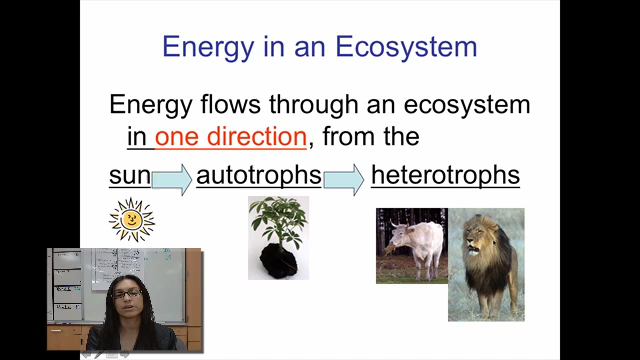 Energy in an Ecosystem
Energy flows through an ecosystem
in one direction, from the
sun autotrophs heterotrophs